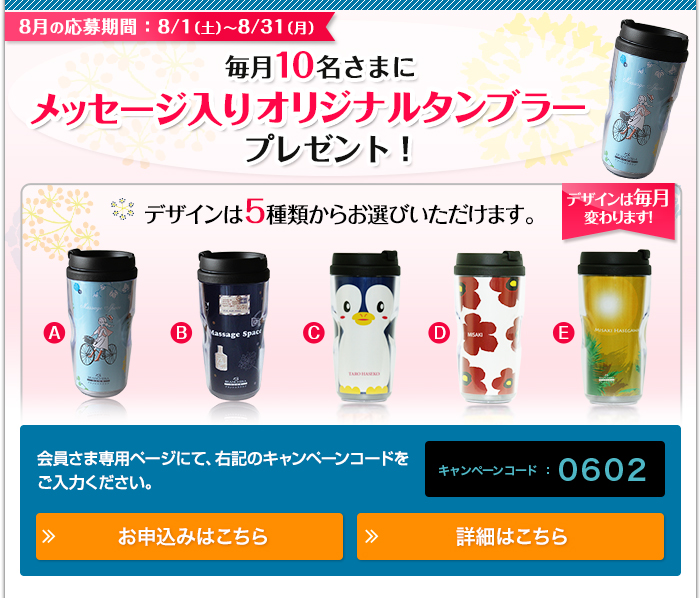 8月の応募期間：8/1（土）～8/31（月）
毎月10名さまに
メッセージ入りオリジナルタンブラー
プレゼント！
デザインは5種類からお選びいただけます。
デザインは毎月
変わります!
A
B
Massage Space
C
TARO HANEKO
D
MISAKI
E
会員さま専用ページにて、右記のキャンペーンコードを
ご入力ください。
キャンペーンコード ： 0602
お申込みはこちら
詳細はこちら